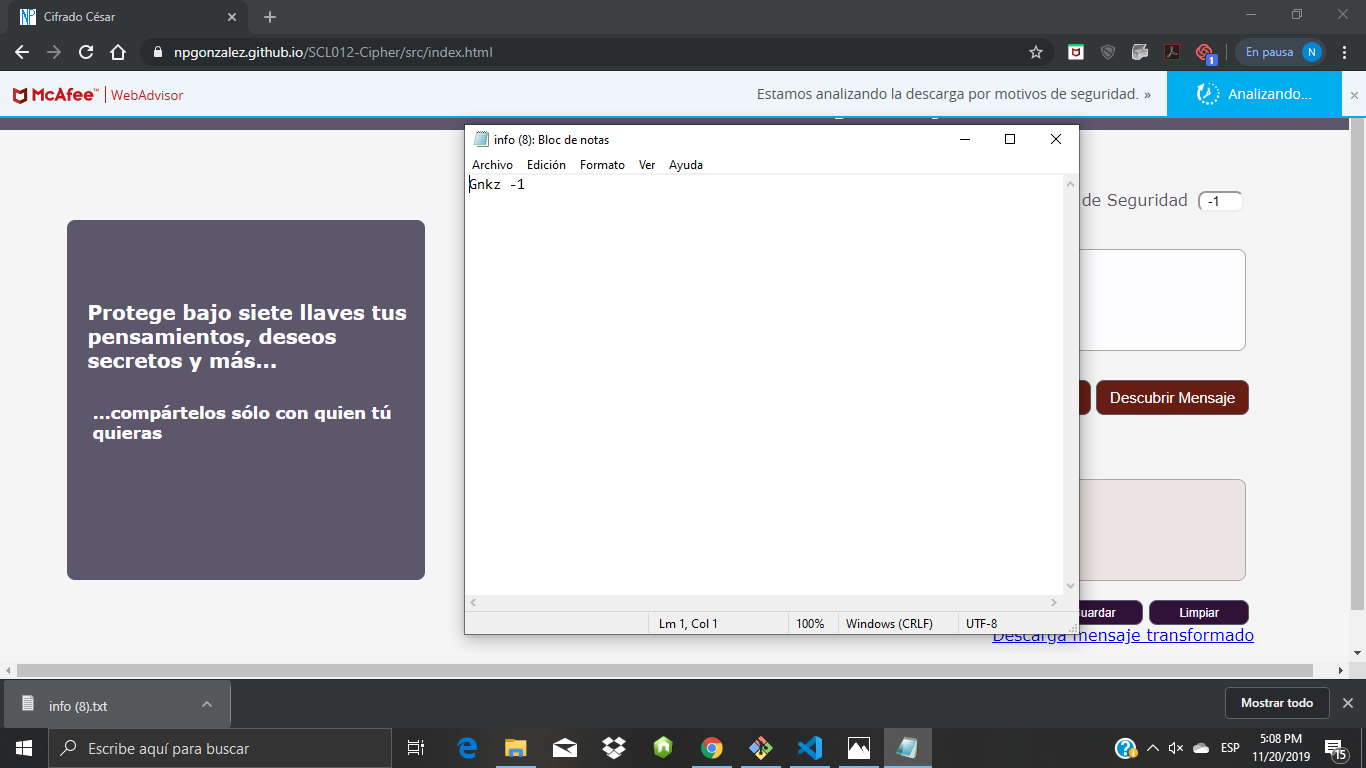 Cifrado César
npgonzalez.github.io/SCL012-Cipher/src/index.html
1
En pausa N
McAfee™ | WebAdvisor
Estamos analizando la descarga por motivos de seguridad. »
Analizando...
info (8): Bloc de notas
Archivo Edición Formato Ver Ayuda
Gnkz -1
de Seguridad -1
Protege bajo siete llaves tus
pensamientos, deseos
secretos y más...
...compártelos sólo con quien tú
quieras
Descubrir Mensaje
uardar
Limpiar
Lm 1, Col 1 100% Windows (CRLF) UTF-8
Descarga mensaje transformado
info (8).txt
Mostrar todo
Escribe aquí para buscar
ESP
5:08 PM
11/20/2019
15